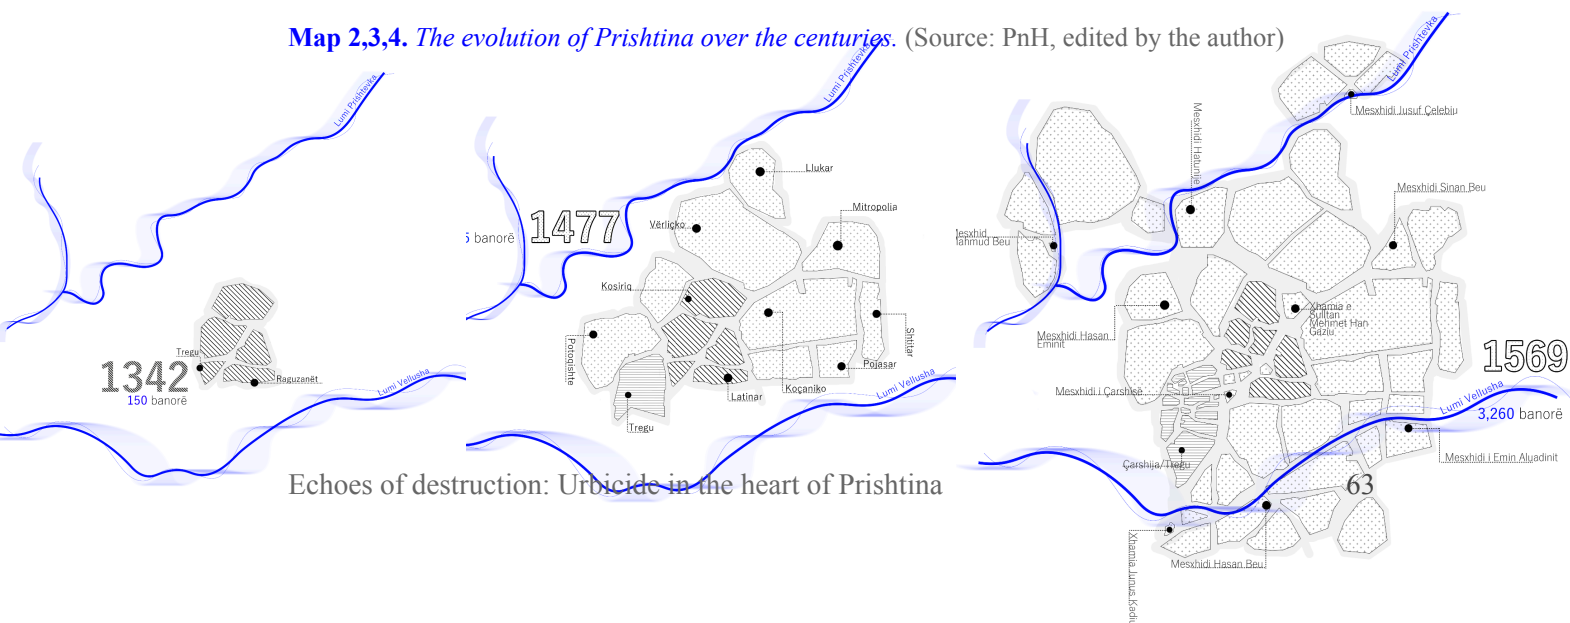 Map 2,3,4. The evolution of Prishtina over the centuries. (Source: PnH, edited by the author)
Lumi Prishtevka
Tregu
Raguzanët
1342
150 banorë
Lumi Vellusha
Lumi Prishtevka
1477
5 banorë
Llukar
Vërliçko
Mitropolia
Kosiriq
Potoqishte
Shtitar
Pojasar
Koçaniko
Latinar
Tregu
Lumi Vellusha
Lumi Prishtevka
Mesxhidi Jusuf Çelebiu
Mesxhidi Hatunije
Mesxhidi Sinan Beu
Mesxhid
Mahmud Beu
Xhamia e
Sulltan
Mehmet Han
Gaziu
Mesxhidi Hasan
Eminit
1569
3,260 banorë
Lumi Vellusha
Mesxhidi i Çarshisë
Çarshija/Tregu
Mesxhidi i Emin Aluadinit
Mesxhidi Hasan Beu
Xhamia Junus Kadiu
Echoes of destruction: Urbicide in the heart of Prishtina
63